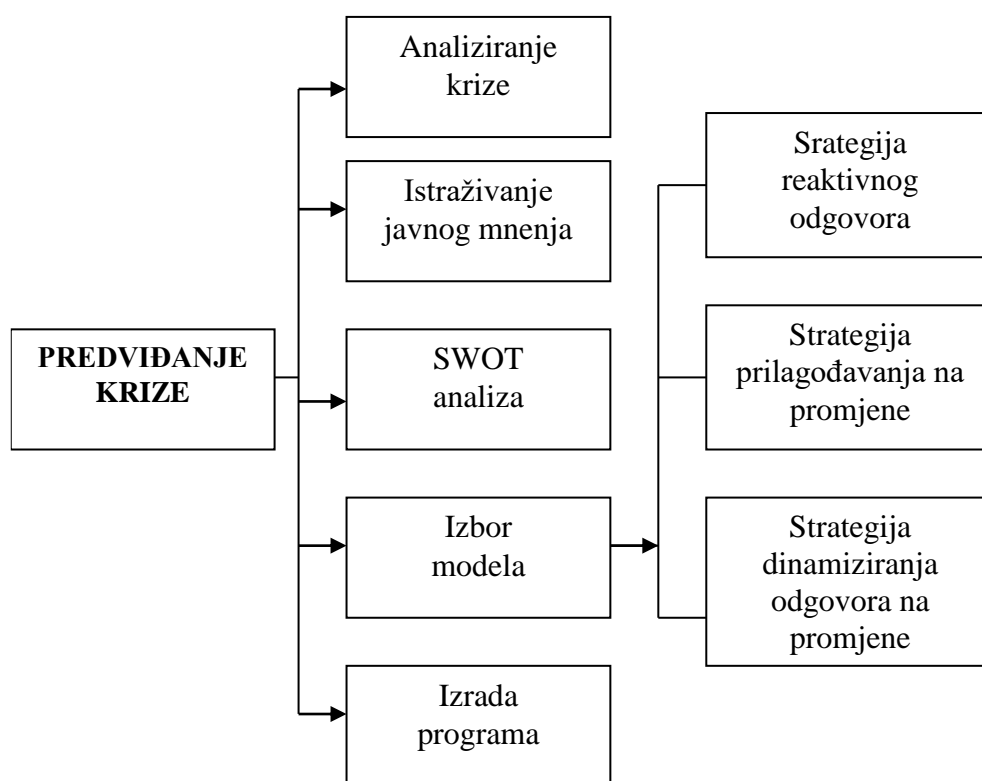 PREDVIĐANJE
KRIZE
Analiziranje
krize
Istraživanje
javnog mnenja
SWOT
analiza
Izbor
modela
Izrada
programa
Srategija
reaktivnog
odgovora
Strategija
prilagođavanja na
promjene
Strategija
dinamiziranja
odgovora na
promjene